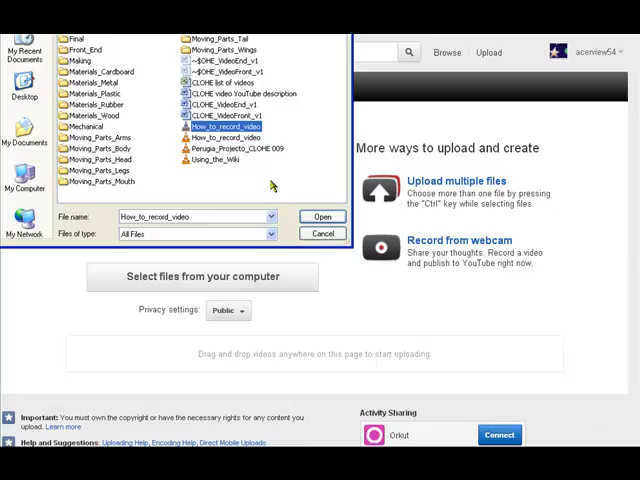 My Recent
Documents
Desktop
My Documents
My Computer
My Network
Final
Front_End
Making
Materials_Cardboard
Materials_Metal
Materials_Plastic
Materials_Rubber
Materials_Wood
Mechanical
Moving_Parts_Arms
Moving_Parts_Body
Moving_Parts_Head
Moving_Parts_Legs
Moving_Parts_Mouth
Moving_Parts_Tail
Moving_Parts_Wings
~$OHE_VideoEnd_v1
~$OHE_VideoFront_v1
CLOHE list of videos
CLOHE video YouTube description
CLOHE_VideoEnd_v1
CLOHE_VideoFront_v1
How_to_record_video
How_to_record_video
Perugia_Projecto_CLOHE 009
Using_the_Wiki
File name:
How_to_record_video
Open
Files of type:
All Files
Cancel
Browse
Upload
acerview54
More ways to upload and create
Upload multiple files
Choose more than one file by pressing
the "Ctrl" key while selecting files.
Record from webcam
Share your thoughts. Record a video
and publish to YouTube right now.
Select files from your computer
Privacy settings:
Public
Drag and drop videos anywhere on this page to start uploading.
Important: You must own the copyright or have the necessary rights for any content you
upload. Learn more
Help and Suggestions: Uploading Help, Encoding Help, Direct Mobile Uploads
Activity Sharing
Orkut
Connect